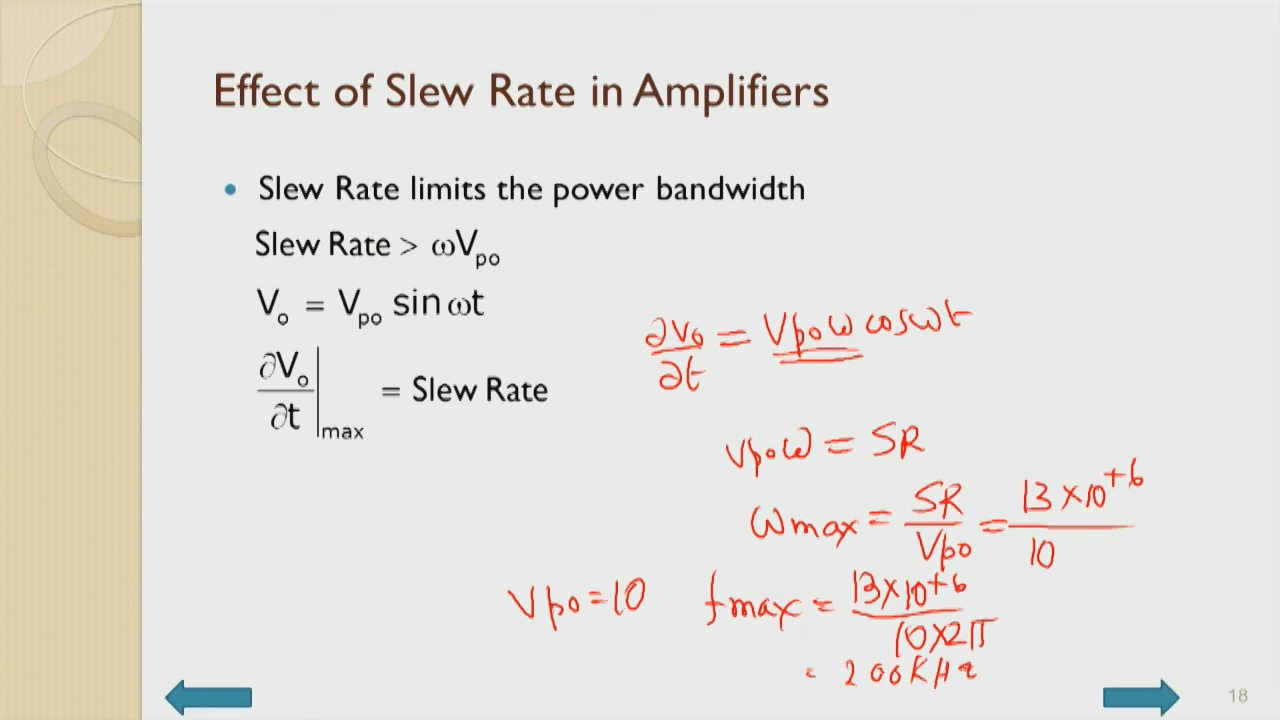 Effect of Slew Rate in Amplifiers
• Slew Rate limits the power bandwidth
Slew Rate > ωVpo
Vo = Vpo sin ωt
∂Vo/∂t|max = Slew Rate
∂Vo/∂t = Vpoω cosωt
Vpoω = SR
ωmax = SR/Vpo = 13×10+6/10
Vpo=10
fmax = 13×10+6/10×2π
= 200KHz
18